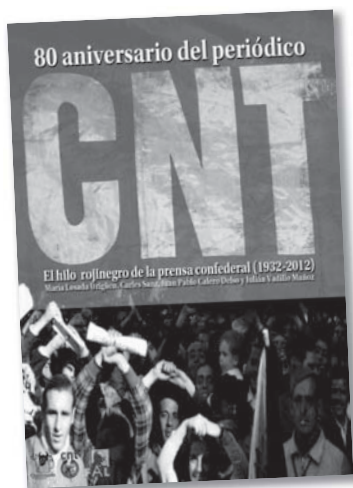 80 aniversario del periódico
CNT
El hilo rojinegro de la prensa confederal (1932-2012)
María Losada Urigüen, Carles Sanz, Juan Pablo Calero Delso y Julián Vadillo Muñoz